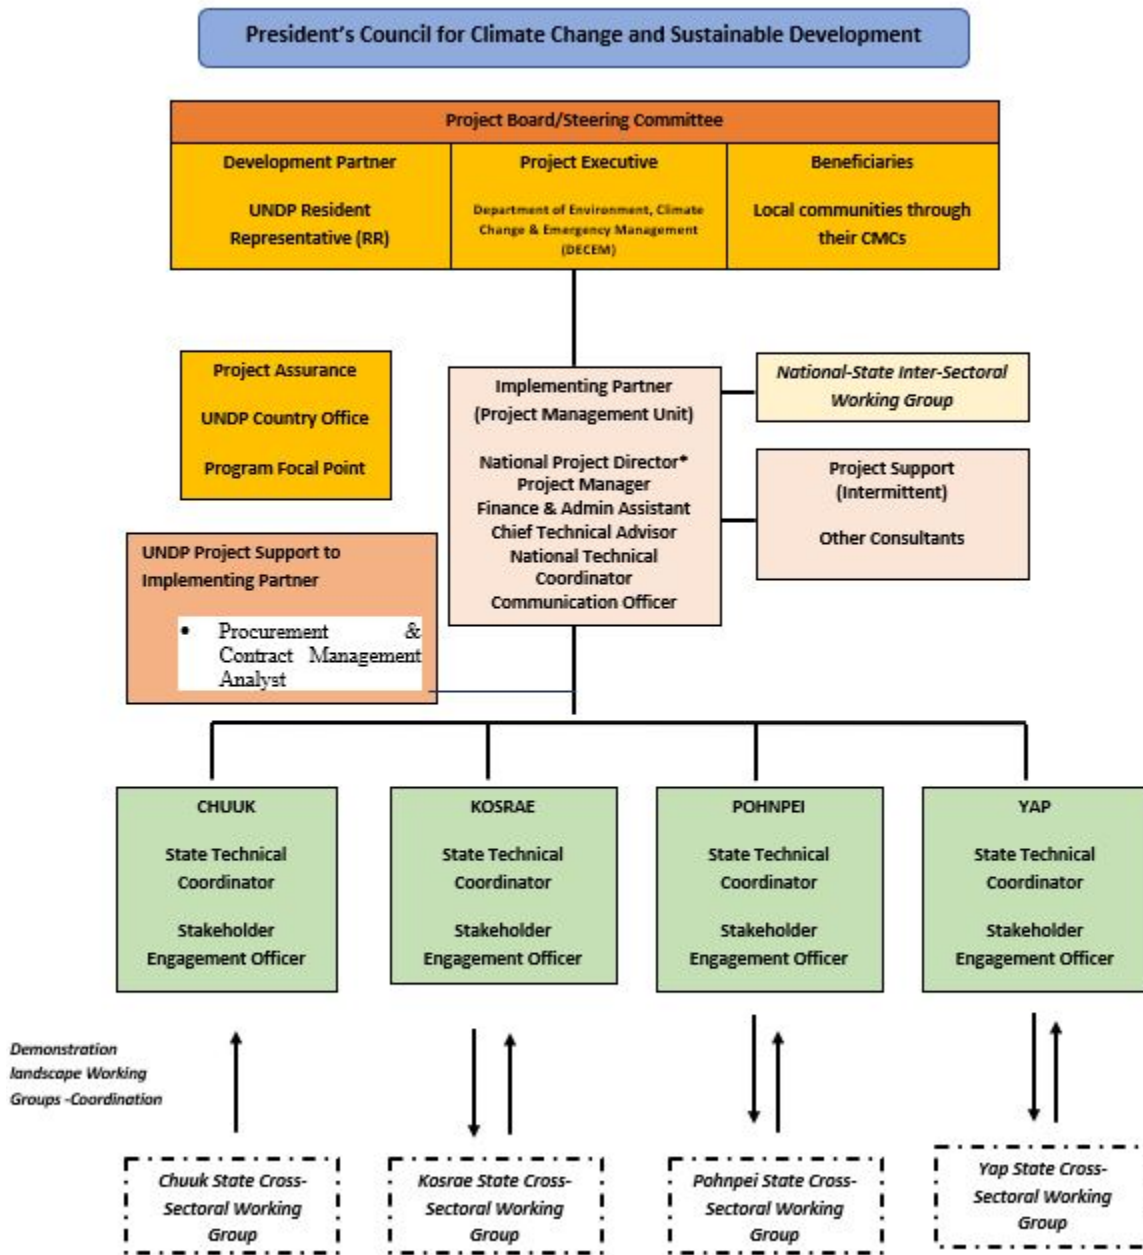 President's Council for Climate Change and Sustainable Development
Project Board/Steering Committee
Development Partner
UNDP Resident
Representative (RR)
Project Executive
Department of Environment, Climate
Change & Emergency Management
(DECEM)
Beneficiaries
Local communities through
their CMCs
Project Assurance
UNDP Country Office
Program Focal Point
Implementing Partner
(Project Management Unit)
National Project Director*
Project Manager
Finance & Admin Assistant
Chief Technical Advisor
National Technical
Coordinator
Communication Officer
National-State Inter-Sectoral
Working Group
Project Support
(Intermittent)
Other Consultants
UNDP Project Support to
Implementing Partner
• Procurement &
Contract Management
Analyst
CHUUK
State Technical
Coordinator
Stakeholder
Engagement Officer
KOSRAE
State Technical
Coordinator
Stakeholder
Engagement Officer
POHNPEI
State Technical
Coordinator
Stakeholder
Engagement Officer
YAP
State Technical
Coordinator
Stakeholder
Engagement Officer
Demonstration
landscape Working
Groups -Coordination
Chuuk State Cross-
Sectoral Working
Group
Kosrae State Cross-
Sectoral Working
Group
Pohnpei State Cross-
Sectoral Working
Group
Yap State Cross-
Sectoral Working
Group